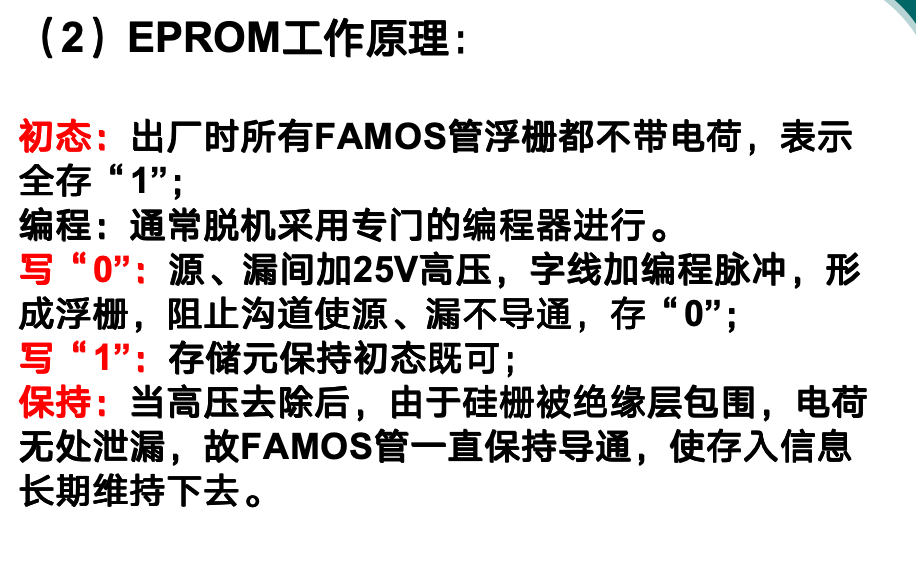 （2）EPROM工作原理：
初态：出厂时所有FAMOS管浮栅都不带电荷，表示
全存“1”；
编程：通常脱机采用专门的编程器进行。
写“0”：源、漏间加25V高压，字线加编程脉冲，形
成浮栅，阻止沟道使源、漏不导通，存“0”；
写“1”：存储元保持初态既可；
保持：当高压去除后，由于硅栅被绝缘层包围，电荷
无处泄漏，故FAMOS管一直保持导通，使存入信息
长期维持下去。